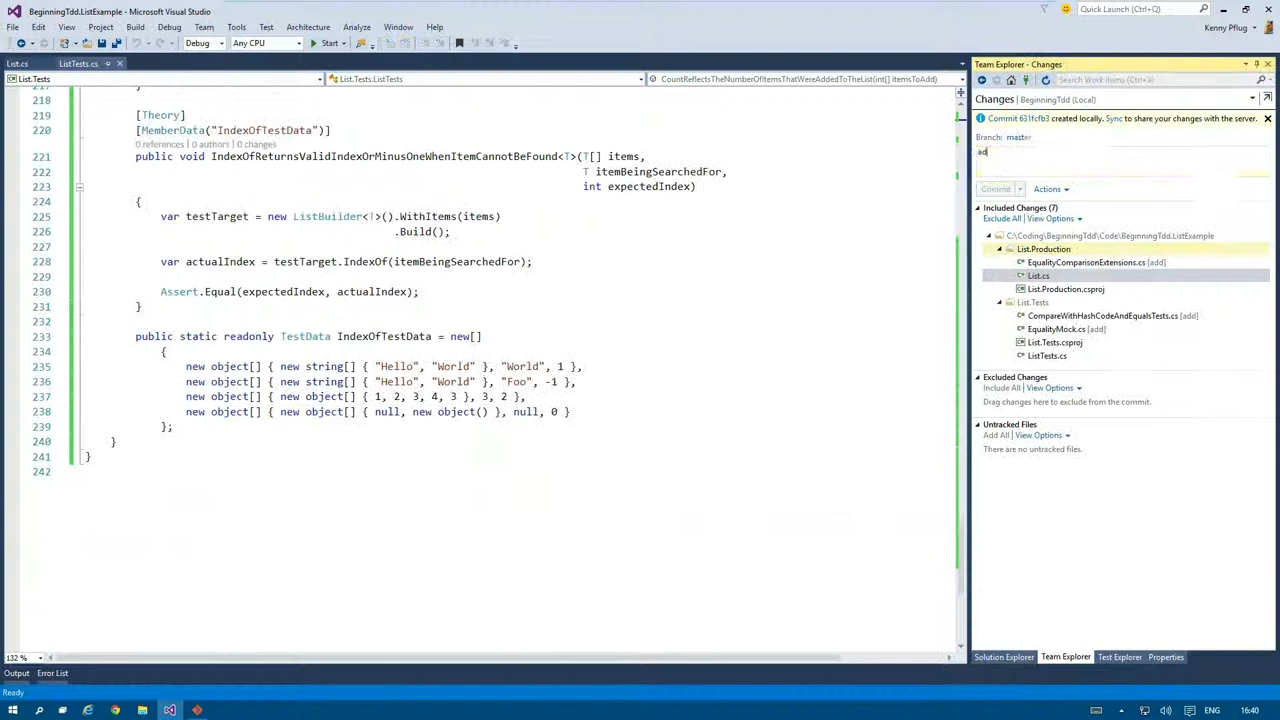 BeginningTdd.ListExample - Microsoft Visual Studio
Quick Launch (Ctrl+Q)
File Edit View Project Build Debug Team Tools Architecture Test Analyze Window Help
Kenny Pflug
Debug Any CPU Start
List.cs ListTests.cs
List.Tests List.Tests.ListTests CountReflectsTheNumberOfItemsThatWereAddedToTheList(int[] itemsToAdd)
217 }
218
219 [Theory]
220 [MemberData("IndexOfTestData")]
0 references | 0 authors | 0 changes
221 public void IndexOfReturnsValidIndexOrMinusOneWhenItemCannotBeFound<T>(T[] items,
222 T itemBeingSearchedFor,
223 int expectedIndex)
224 {
225 var testTarget = new ListBuilder<T>().WithItems(items)
226 .Build();
227
228 var actualIndex = testTarget.IndexOf(itemBeingSearchedFor);
229
230 Assert.Equal(expectedIndex, actualIndex);
231 }
232
233 public static readonly TestData IndexOfTestData = new[]
234 {
235 new object[] { new string[] { "Hello", "World" }, "World", 1 },
236 new object[] { new string[] { "Hello", "World" }, "Foo", -1 },
237 new object[] { new object[] { 1, 2, 3, 4, 3 }, 3, 2 },
238 new object[] { new object[] { null, new object() }, null, 0 }
239 };
240 }
241 }
242
132 %
Output Error List
Ready
Team Explorer - Changes
Search Work Items (Ctrl+ä)
Changes | BeginningTdd (Local)
Commit 631fcfb3 created locally. Sync to share your changes with the server.
Branch: master
ad
Commit Actions
Included Changes (7)
Exclude All | View Options
C:\Coding\BeginningTdd\Code\BeginningTdd.ListExample
List.Production
EqualityComparisonExtensions.cs [add]
List.cs
List.Production.csproj
List.Tests
CompareWithHashCodeAndEqualsTests.cs [add]
EqualityMock.cs [add]
List.Tests.csproj
ListTests.cs
Excluded Changes
Include All | View Options
Drag changes here to exclude from the commit.
Untracked Files
Add All | View Options
There are no untracked files.
Solution Explorer Team Explorer Test Explorer Properties
ENG 16:40